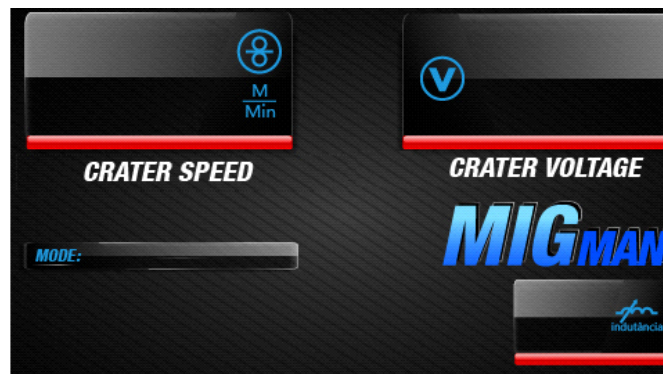 M
Min
V
CRATER SPEED
CRATER VOLTAGE
MODE:
MIGMAN
indutância